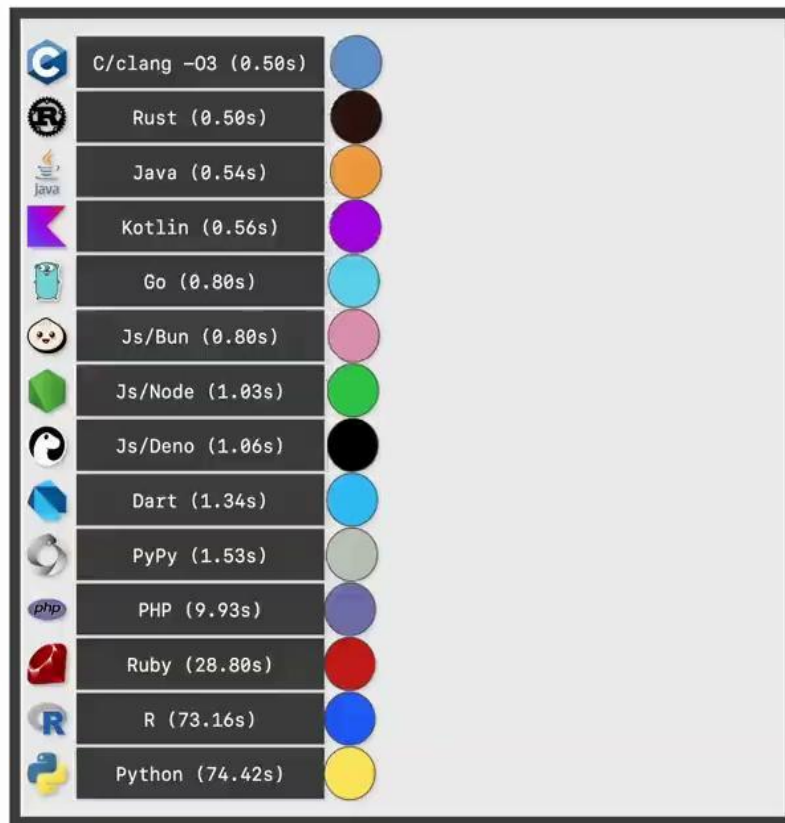 C/clang -O3 (0.50s)
Rust (0.50s)
Java
Java (0.54s)
Kotlin (0.56s)
Go (0.80s)
Js/Bun (0.80s)
Js/Node (1.03s)
Js/Deno (1.06s)
Dart (1.34s)
PyPy (1.53s)
php
PHP (9.93s)
Ruby (28.80s)
R (73.16s)
Python (74.42s)